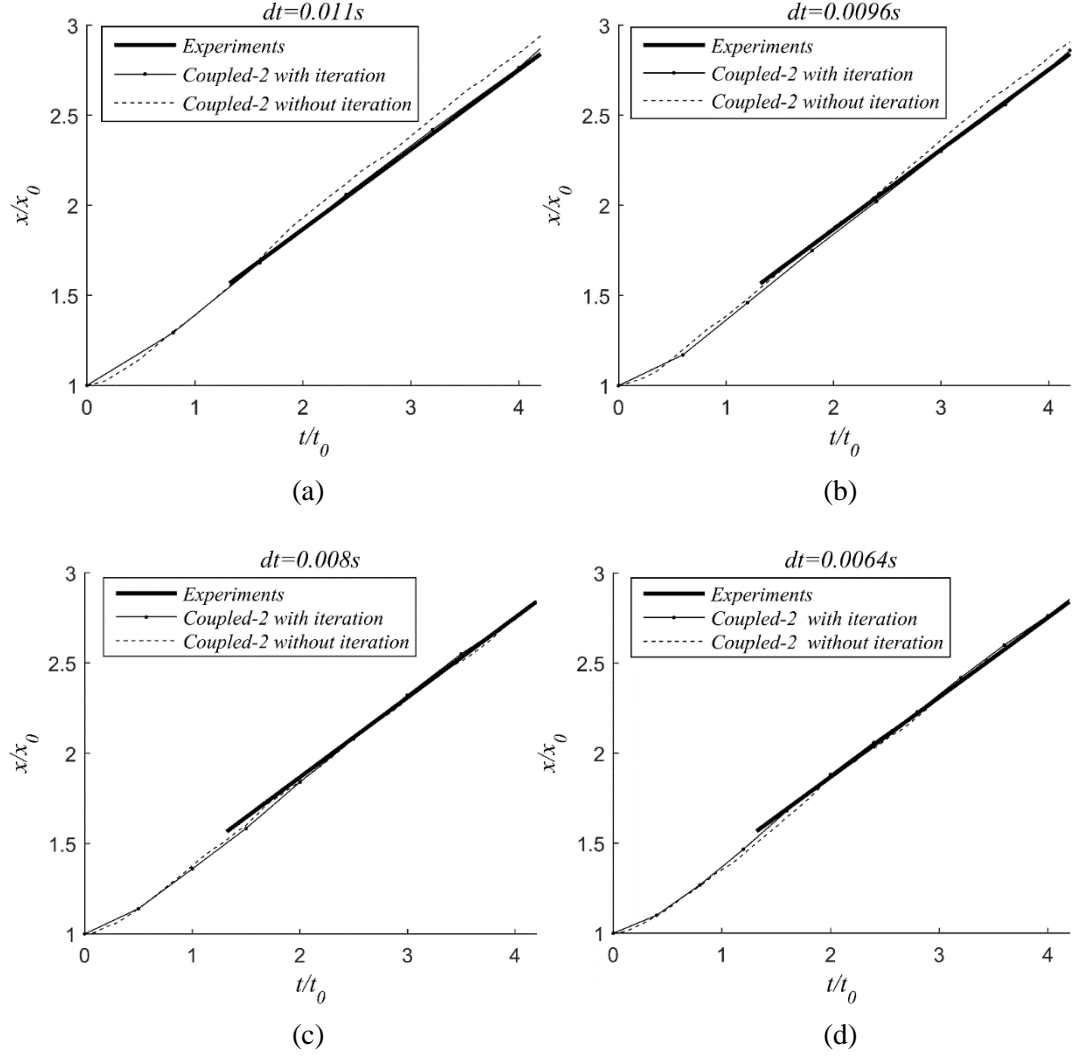 dt=0.011s
3
2.5
2
1.5
1
x/x0
Experiments
Coupled-2 with iteration
Coupled-2 without iteration
0 1 2 3 4
t/t0
(a)
dt=0.0096s
3
2.5
2
1.5
1
x/x0
Experiments
Coupled-2 with iteration
Coupled-2 without iteration
0 1 2 3 4
t/t0
(b)
dt=0.008s
3
2.5
2
1.5
1
x/x0
Experiments
Coupled-2 with iteration
Coupled-2 without iteration
0 1 2 3 4
t/t0
(c)
dt=0.0064s
3
2.5
2
1.5
1
x/x0
Experiments
Coupled-2 with iteration
Coupled-2 without iteration
0 1 2 3 4
t/t0
(d)